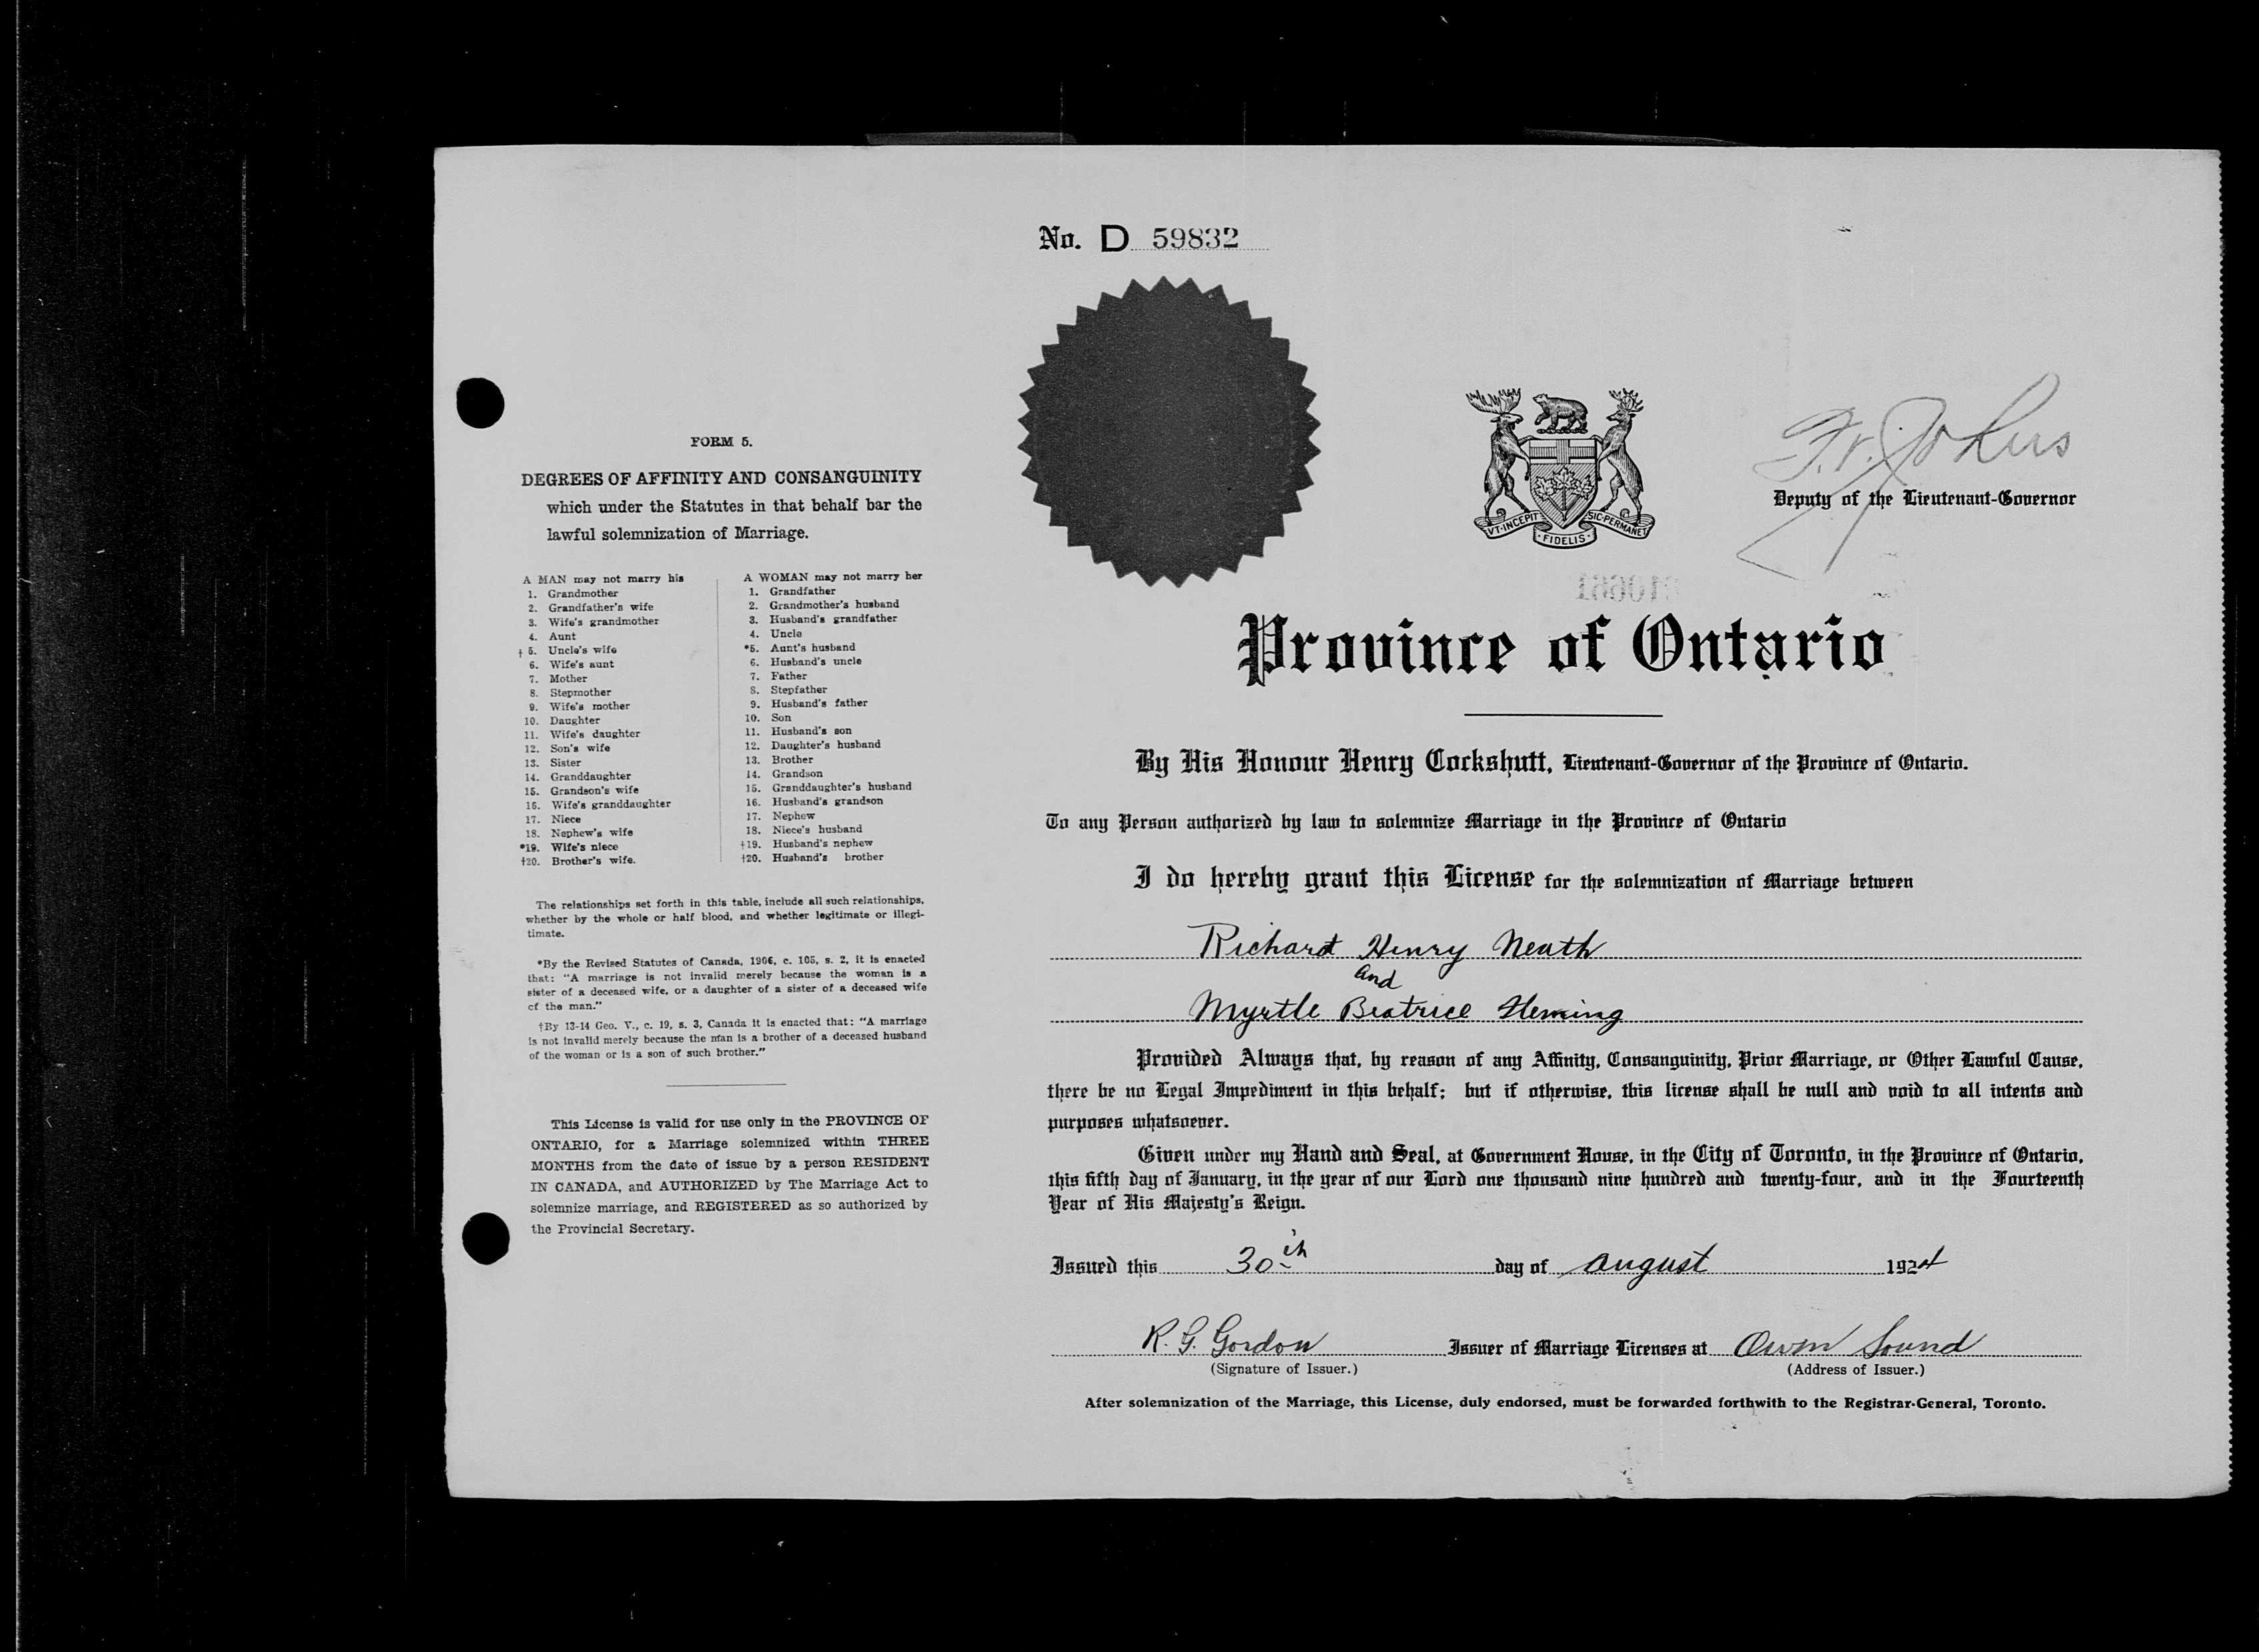 No. D 59832
FORM 5.
DEGREES OF AFFINITY AND CONSANGUINITY
which under the Statutes in that behalf bar the
lawful solemnization of Marriage.
A MAN may not marry his
1. Grandmother
2. Grandfather's wife
3. Wife's grandmother
4. Aunt
† 5. Uncle's wife
6. Wife's aunt
7. Mother
8. Stepmother
9. Wife's mother
10. Daughter
11. Wife's daughter
12. Son's wife
13. Sister
14. Granddaughter
15. Grandson's wife
16. Wife's granddaughter
17. Niece
18. Nephew's wife
*19. Wife's niece
†20. Brother's wife.
A WOMAN may not marry her
1. Grandfather
2. Grandmother's husband
3. Husband's grandfather
4. Uncle
*5. Aunt's husband
6. Husband's uncle
7. Father
8. Stepfather
9. Husband's father
10. Son
11. Husband's son
12. Daughter's husband
13. Brother
14. Grandson
15. Granddaughter's husband
16. Husband's grandson
17. Nephew
18. Niece's husband
†19. Husband's nephew
†20. Husband's brother
The relationships set forth in this table, include all such relationships,
whether by the whole or half blood, and whether legitimate or illegi-
timate.
*By the Revised Statutes of Canada, 1906, c. 105, s. 2, it is enacted
that: "A marriage is not invalid merely because the woman is a
sister of a deceased wife, or a daughter of a sister of a deceased wife
of the man."
†By 13-14 Geo. V., c. 19, s. 3, Canada it is enacted that: "A marriage
is not invalid merely because the man is a brother of a deceased husband
of the woman or is a son of such brother."
This License is valid for use only in the PROVINCE OF
ONTARIO, for a Marriage solemnized within THREE
MONTHS from the date of issue by a person RESIDENT
IN CANADA, and AUTHORIZED by The Marriage Act to
solemnize marriage, and REGISTERED as so authorized by
the Provincial Secretary.
VT·INCEPIT
·FIDELIS·
SIC·PERMANET
Deputy of the Lieutenant-Governor
Province of Ontario
By His Honour Henry Cockshutt, Lieutenant-Governor of the Province of Ontario.
To any Person authorized by law to solemnize Marriage in the Province of Ontario
I do hereby grant this License for the solemnization of Marriage between
Richard Henry Neath
and
Myrtle Beatrice Fleming
Provided Always that, by reason of any Affinity, Consanguinity, Prior Marriage, or Other Lawful Cause,
there be no Legal Impediment in this behalf; but if otherwise, this license shall be null and void to all intents and
purposes whatsoever.
Given under my Hand and Seal, at Government House, in the City of Toronto, in the Province of Ontario,
this fifth day of January, in the year of our Lord one thousand nine hundred and twenty-four, and in the Fourteenth
Year of His Majesty's Reign.
Issued this 30th day of August 1924
R. G. Gordon Issuer of Marriage Licenses at Owen Sound
(Signature of Issuer.) (Address of Issuer.)
After solemnization of the Marriage, this License, duly endorsed, must be forwarded forthwith to the Registrar-General, Toronto.